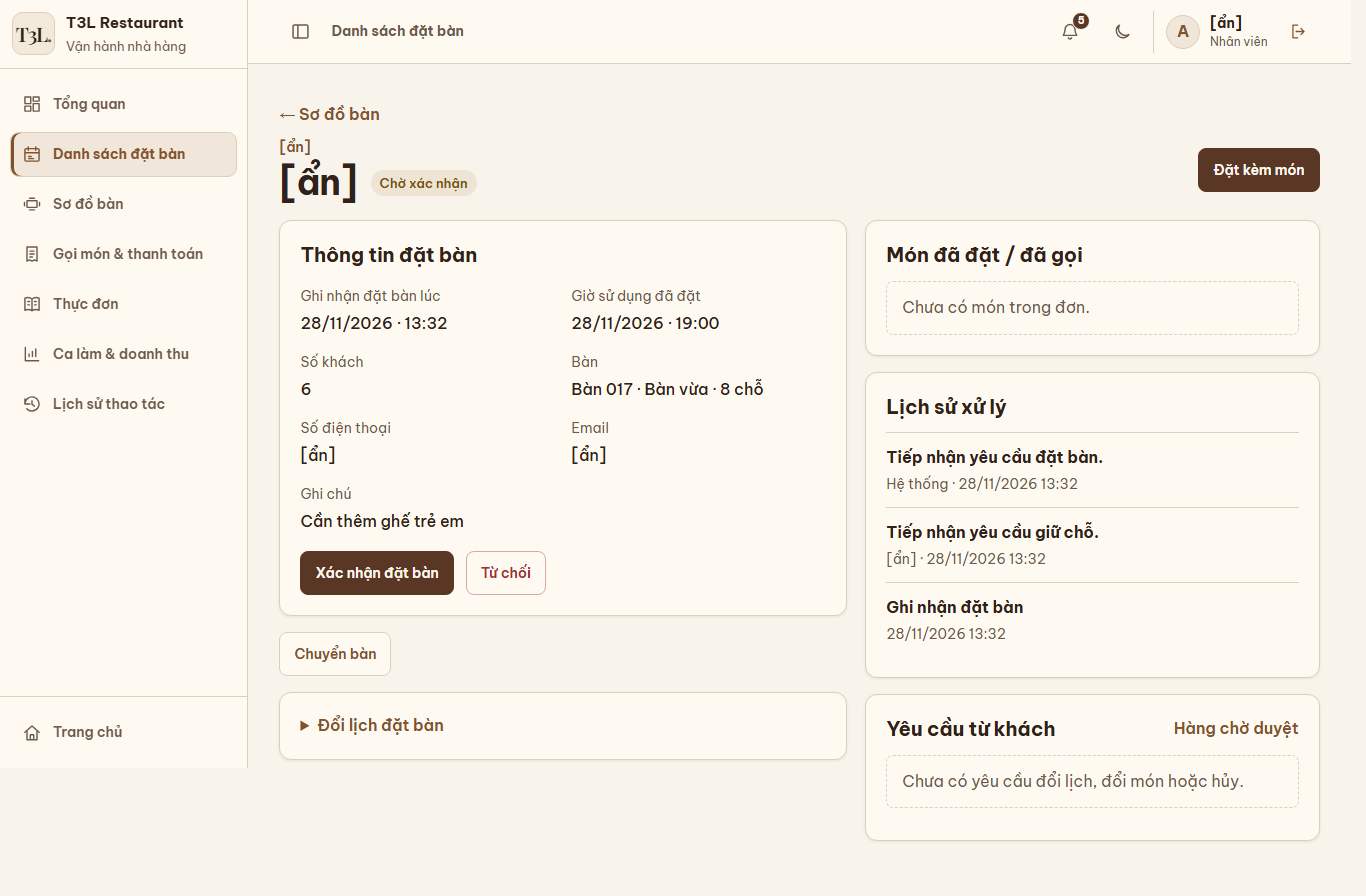 T3L.
T3L Restaurant
Vận hành nhà hàng
Tổng quan
Danh sách đặt bàn
Sơ đồ bàn
Gọi món & thanh toán
Thực đơn
Ca làm & doanh thu
Lịch sử thao tác
Trang chủ
Danh sách đặt bàn
5
A
[ẩn]
Nhân viên
← Sơ đồ bàn
[ẩn]
[ẩn]
Chờ xác nhận
Đặt kèm món
Thông tin đặt bàn
Ghi nhận đặt bàn lúc
28/11/2026 · 13:32
Giờ sử dụng đã đặt
28/11/2026 · 19:00
Số khách
6
Bàn
Bàn 017 · Bàn vừa · 8 chỗ
Số điện thoại
[ẩn]
Email
[ẩn]
Ghi chú
Cần thêm ghế trẻ em
Xác nhận đặt bàn
Từ chối
Chuyển bàn
Đổi lịch đặt bàn
Món đã đặt / đã gọi
Chưa có món trong đơn.
Lịch sử xử lý
Tiếp nhận yêu cầu đặt bàn.
Hệ thống · 28/11/2026 13:32
Tiếp nhận yêu cầu giữ chỗ.
[ẩn] · 28/11/2026 13:32
Ghi nhận đặt bàn
28/11/2026 13:32
Yêu cầu từ khách
Hàng chờ duyệt
Chưa có yêu cầu đổi lịch, đổi món hoặc hủy.